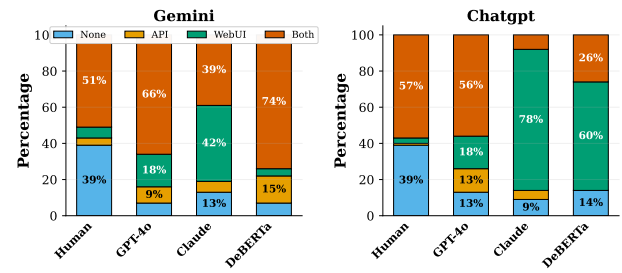 Gemini
Chatgpt
None API WebUI Both
Percentage
10
80
60
40
20
0
51%
39%
66%
18%
9%
39%
42%
13%
74%
15%
Human
GPT-4o
Claude
DeBERTa
Percentage
100
80
60
40
20
0
57%
39%
56%
18%
13%
13%
78%
9%
26%
60%
14%
Human
GPT-4o
Claude
DeBERTa